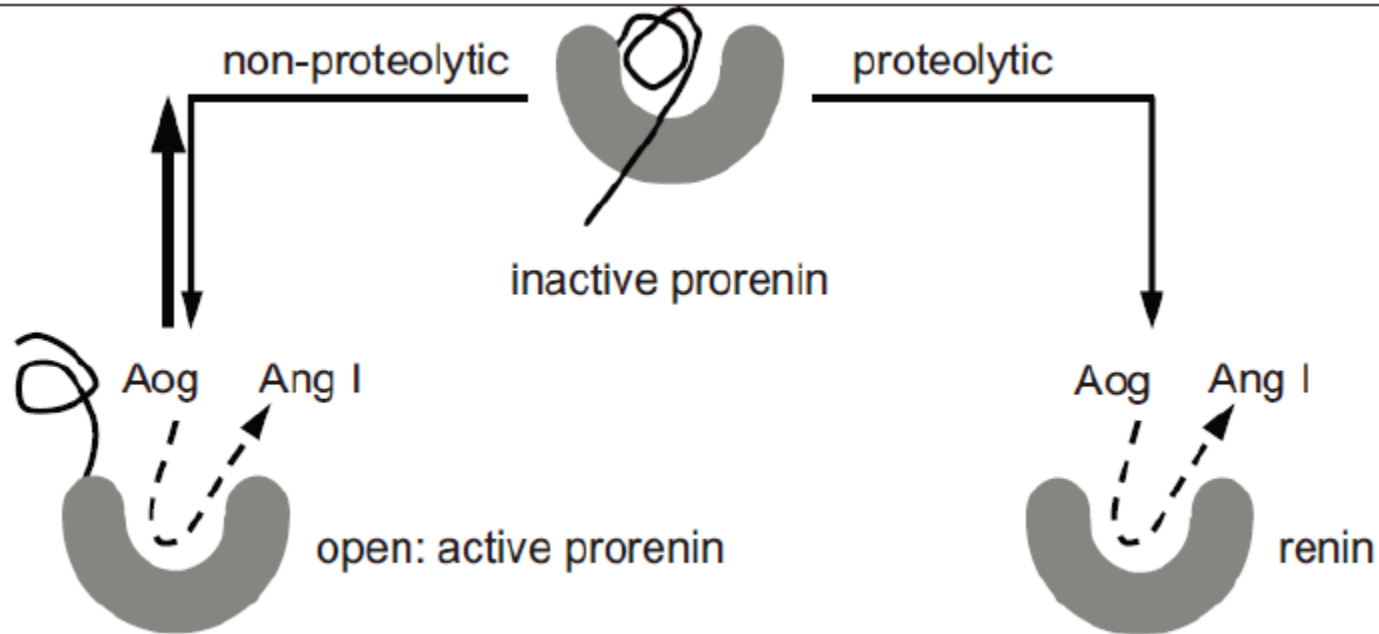 non-proteolytic
proteolytic
inactive prorenin
Aog Ang I
Aog Ang I
open: active prorenin
renin